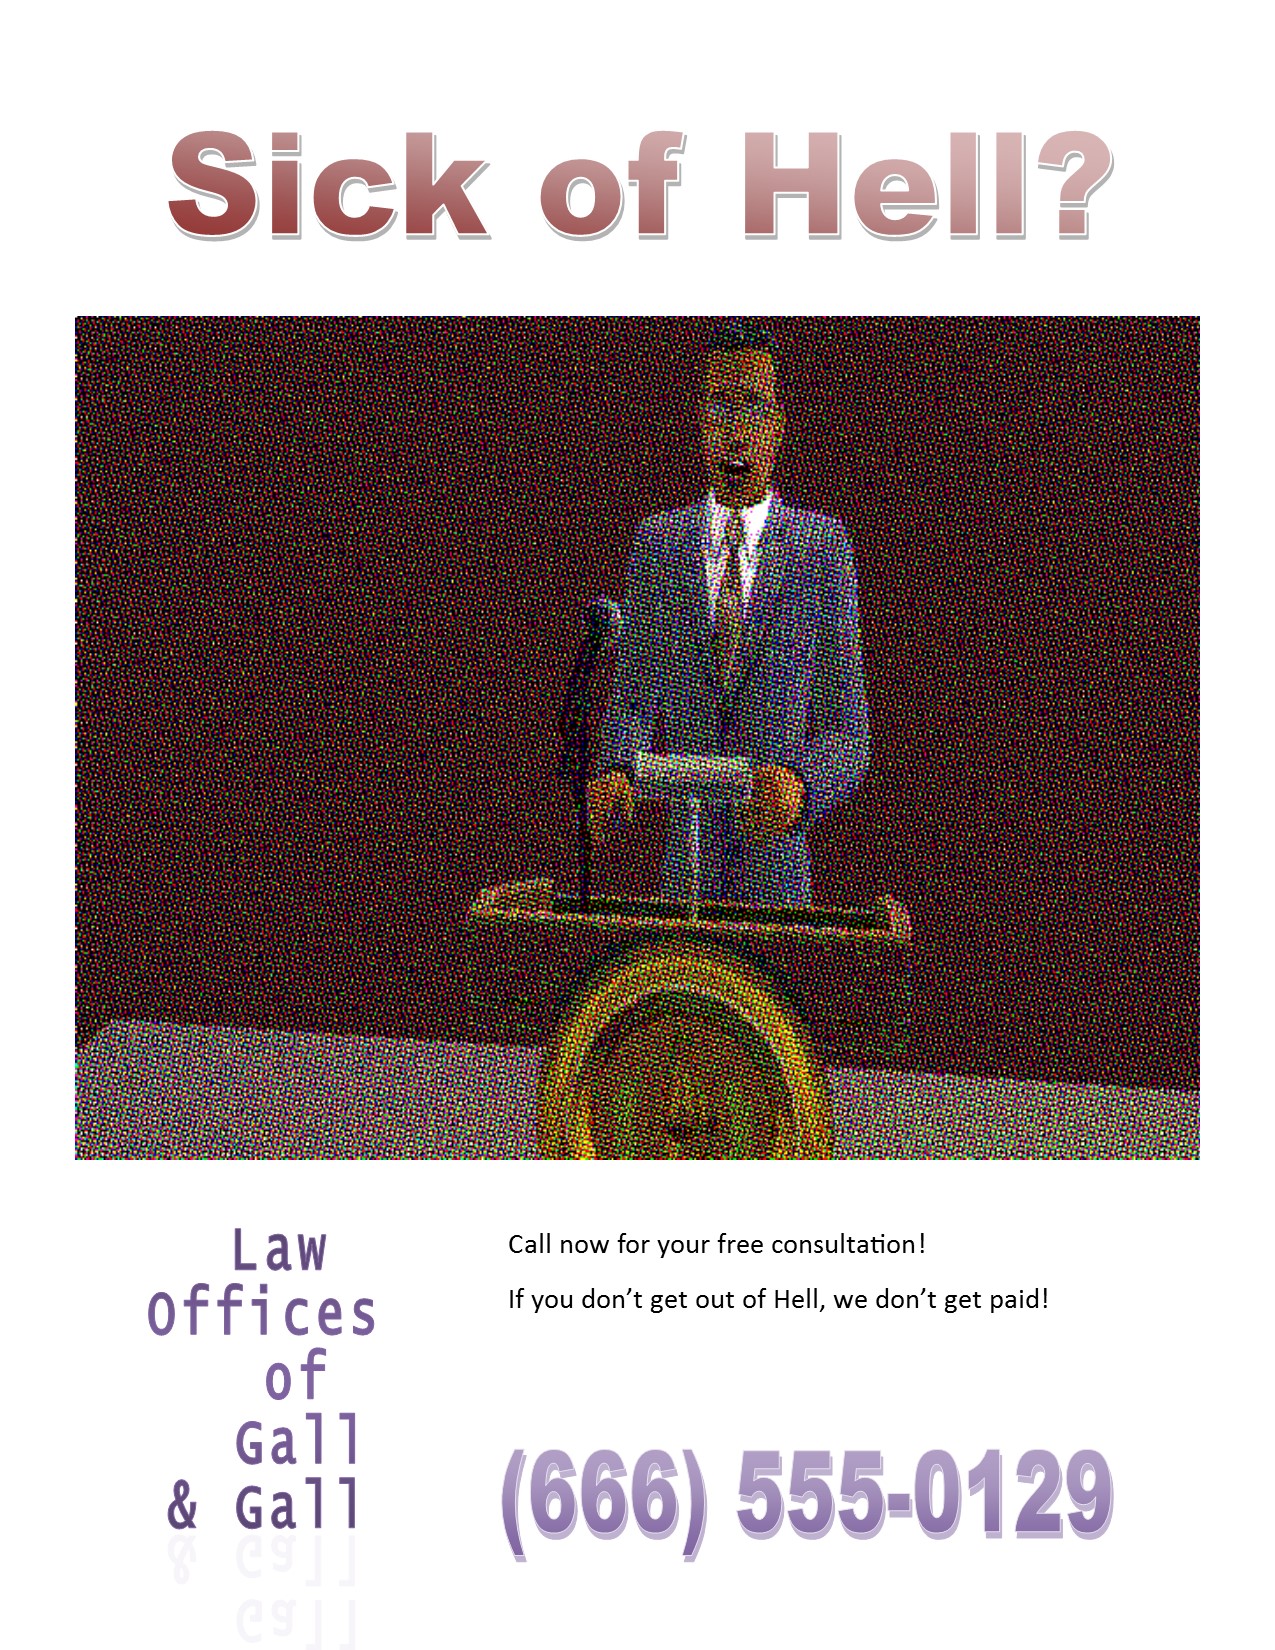 Sick of Hell?
Law
Offices
of
Gall
& Gall
Call now for your free consultation!
If you don’t get out of Hell, we don’t get paid!
(666) 555-0129